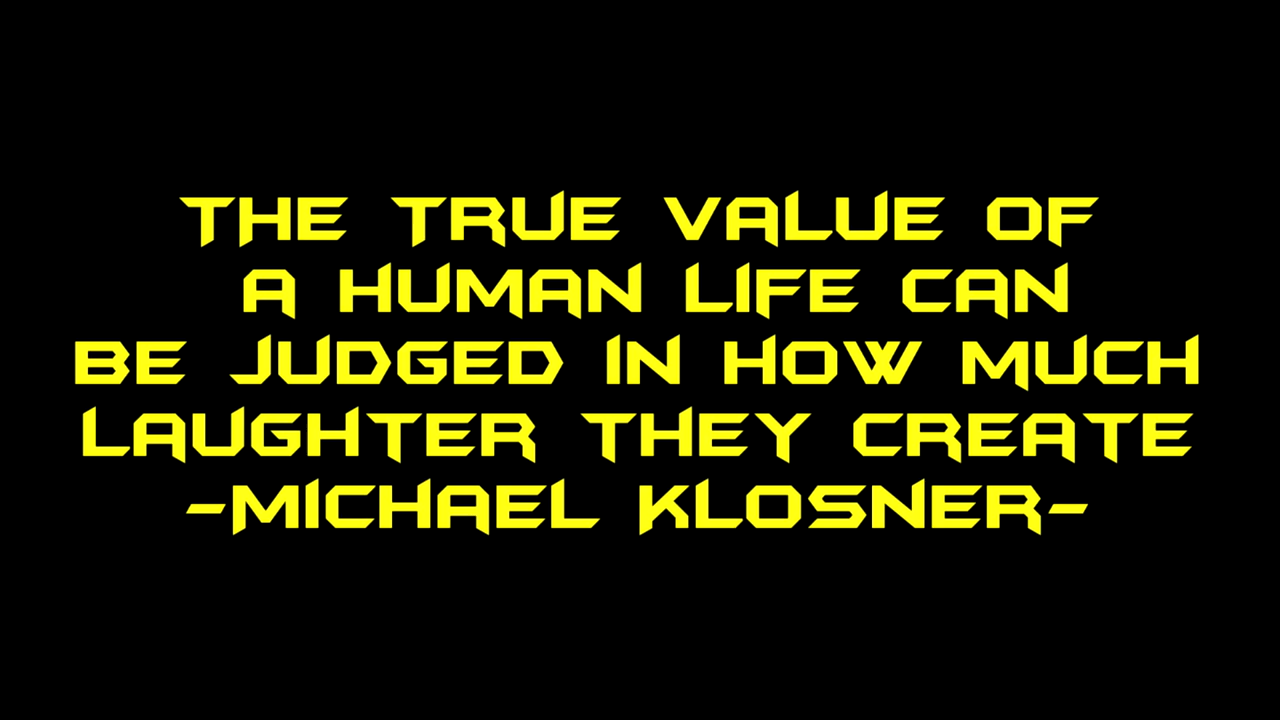 THE TRUE VALUE OF
A HUMAN LIFE CAN
BE JUDGED IN HOW MUCH
LAUGHTER THEY CREATE
-MICHAEL KLOSNER-